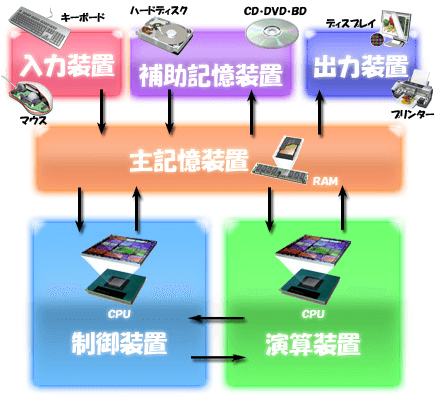 キーボード
ハードディスク
CD・DVD・BD
ディスプレイ
入力装置
補助記憶装置
出力装置
マウス
プリンター
主記憶装置
RAM
CPU
制御装置
CPU
演算装置